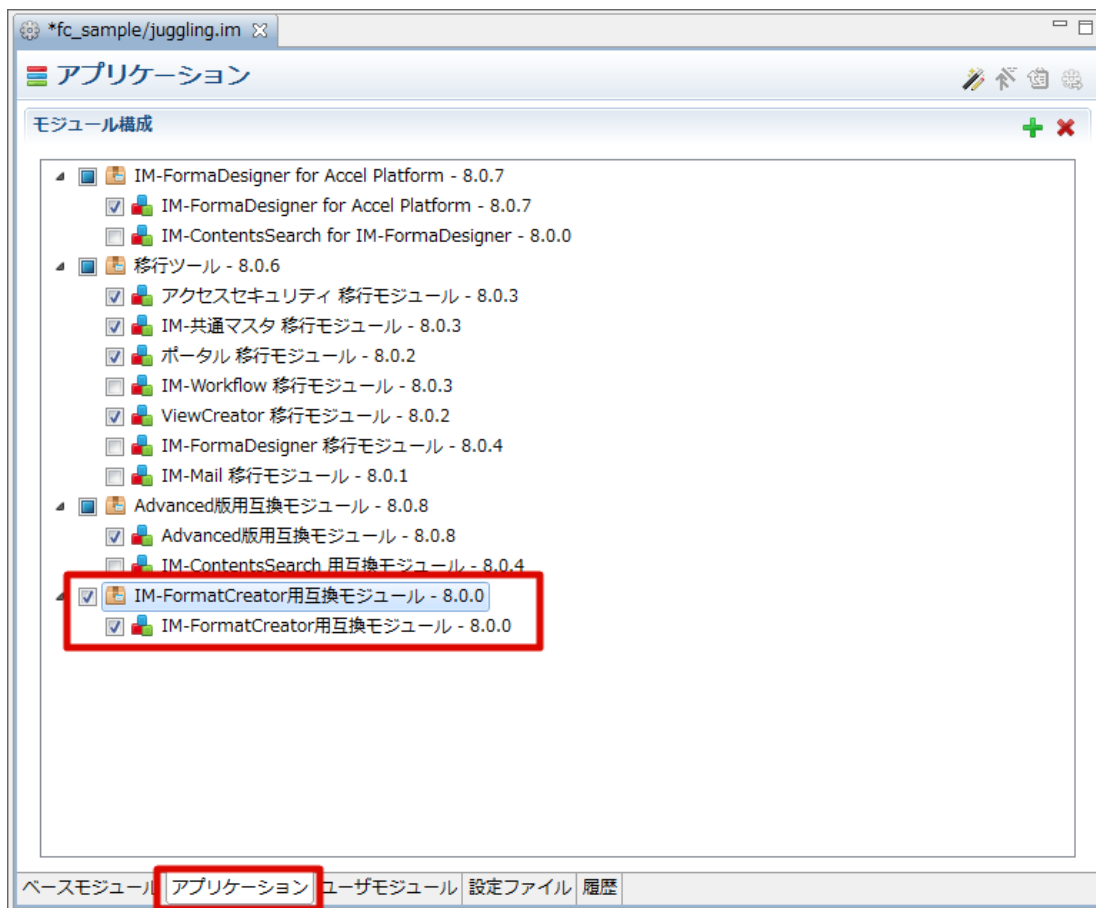 *fc_sample/juggling.im
アプリケーション
モジュール構成
IM-FormaDesigner for Accel Platform - 8.0.7
IM-FormaDesigner for Accel Platform - 8.0.7
IM-ContentsSearch for IM-FormaDesigner - 8.0.0
移行ツール - 8.0.6
アクセスセキュリティ 移行モジュール - 8.0.3
IM-共通マスタ 移行モジュール - 8.0.3
ポータル 移行モジュール - 8.0.2
IM-Workflow 移行モジュール - 8.0.3
ViewCreator 移行モジュール - 8.0.2
IM-FormaDesigner 移行モジュール - 8.0.4
IM-Mail 移行モジュール - 8.0.1
Advanced版用互換モジュール - 8.0.8
Advanced版用互換モジュール - 8.0.8
IM-ContentsSearch 用互換モジュール - 8.0.4
IM-FormatCreator用互換モジュール - 8.0.0
IM-FormatCreator用互換モジュール - 8.0.0
ベースモジュール アプリケーション ユーザモジュール 設定ファイル 履歴